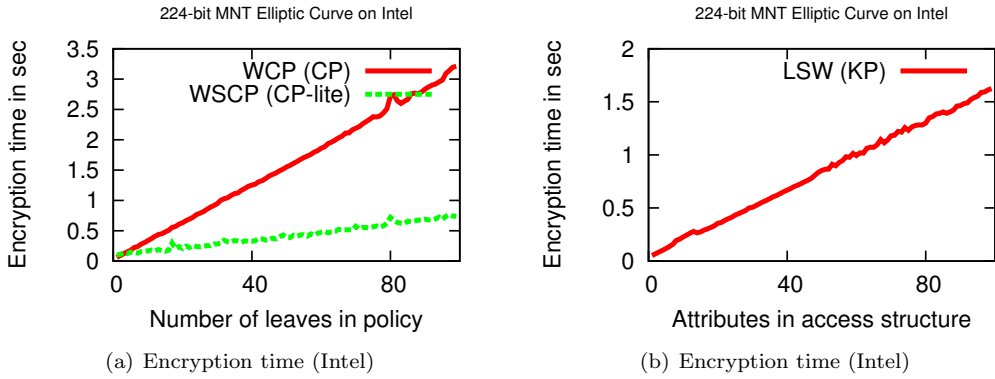 224-bit MNT Elliptic Curve on Intel
Encryption time in sec
3.5
3
2.5
2
1.5
1
0.5
0
WCP (CP)
WSCP (CP-lite)
0 40 80
Number of leaves in policy
(a) Encryption time (Intel)
224-bit MNT Elliptic Curve on Intel
Encryption time in sec
2
1.5
1
0.5
0
LSW (KP)
0 40 80
Attributes in access structure
(b) Encryption time (Intel)